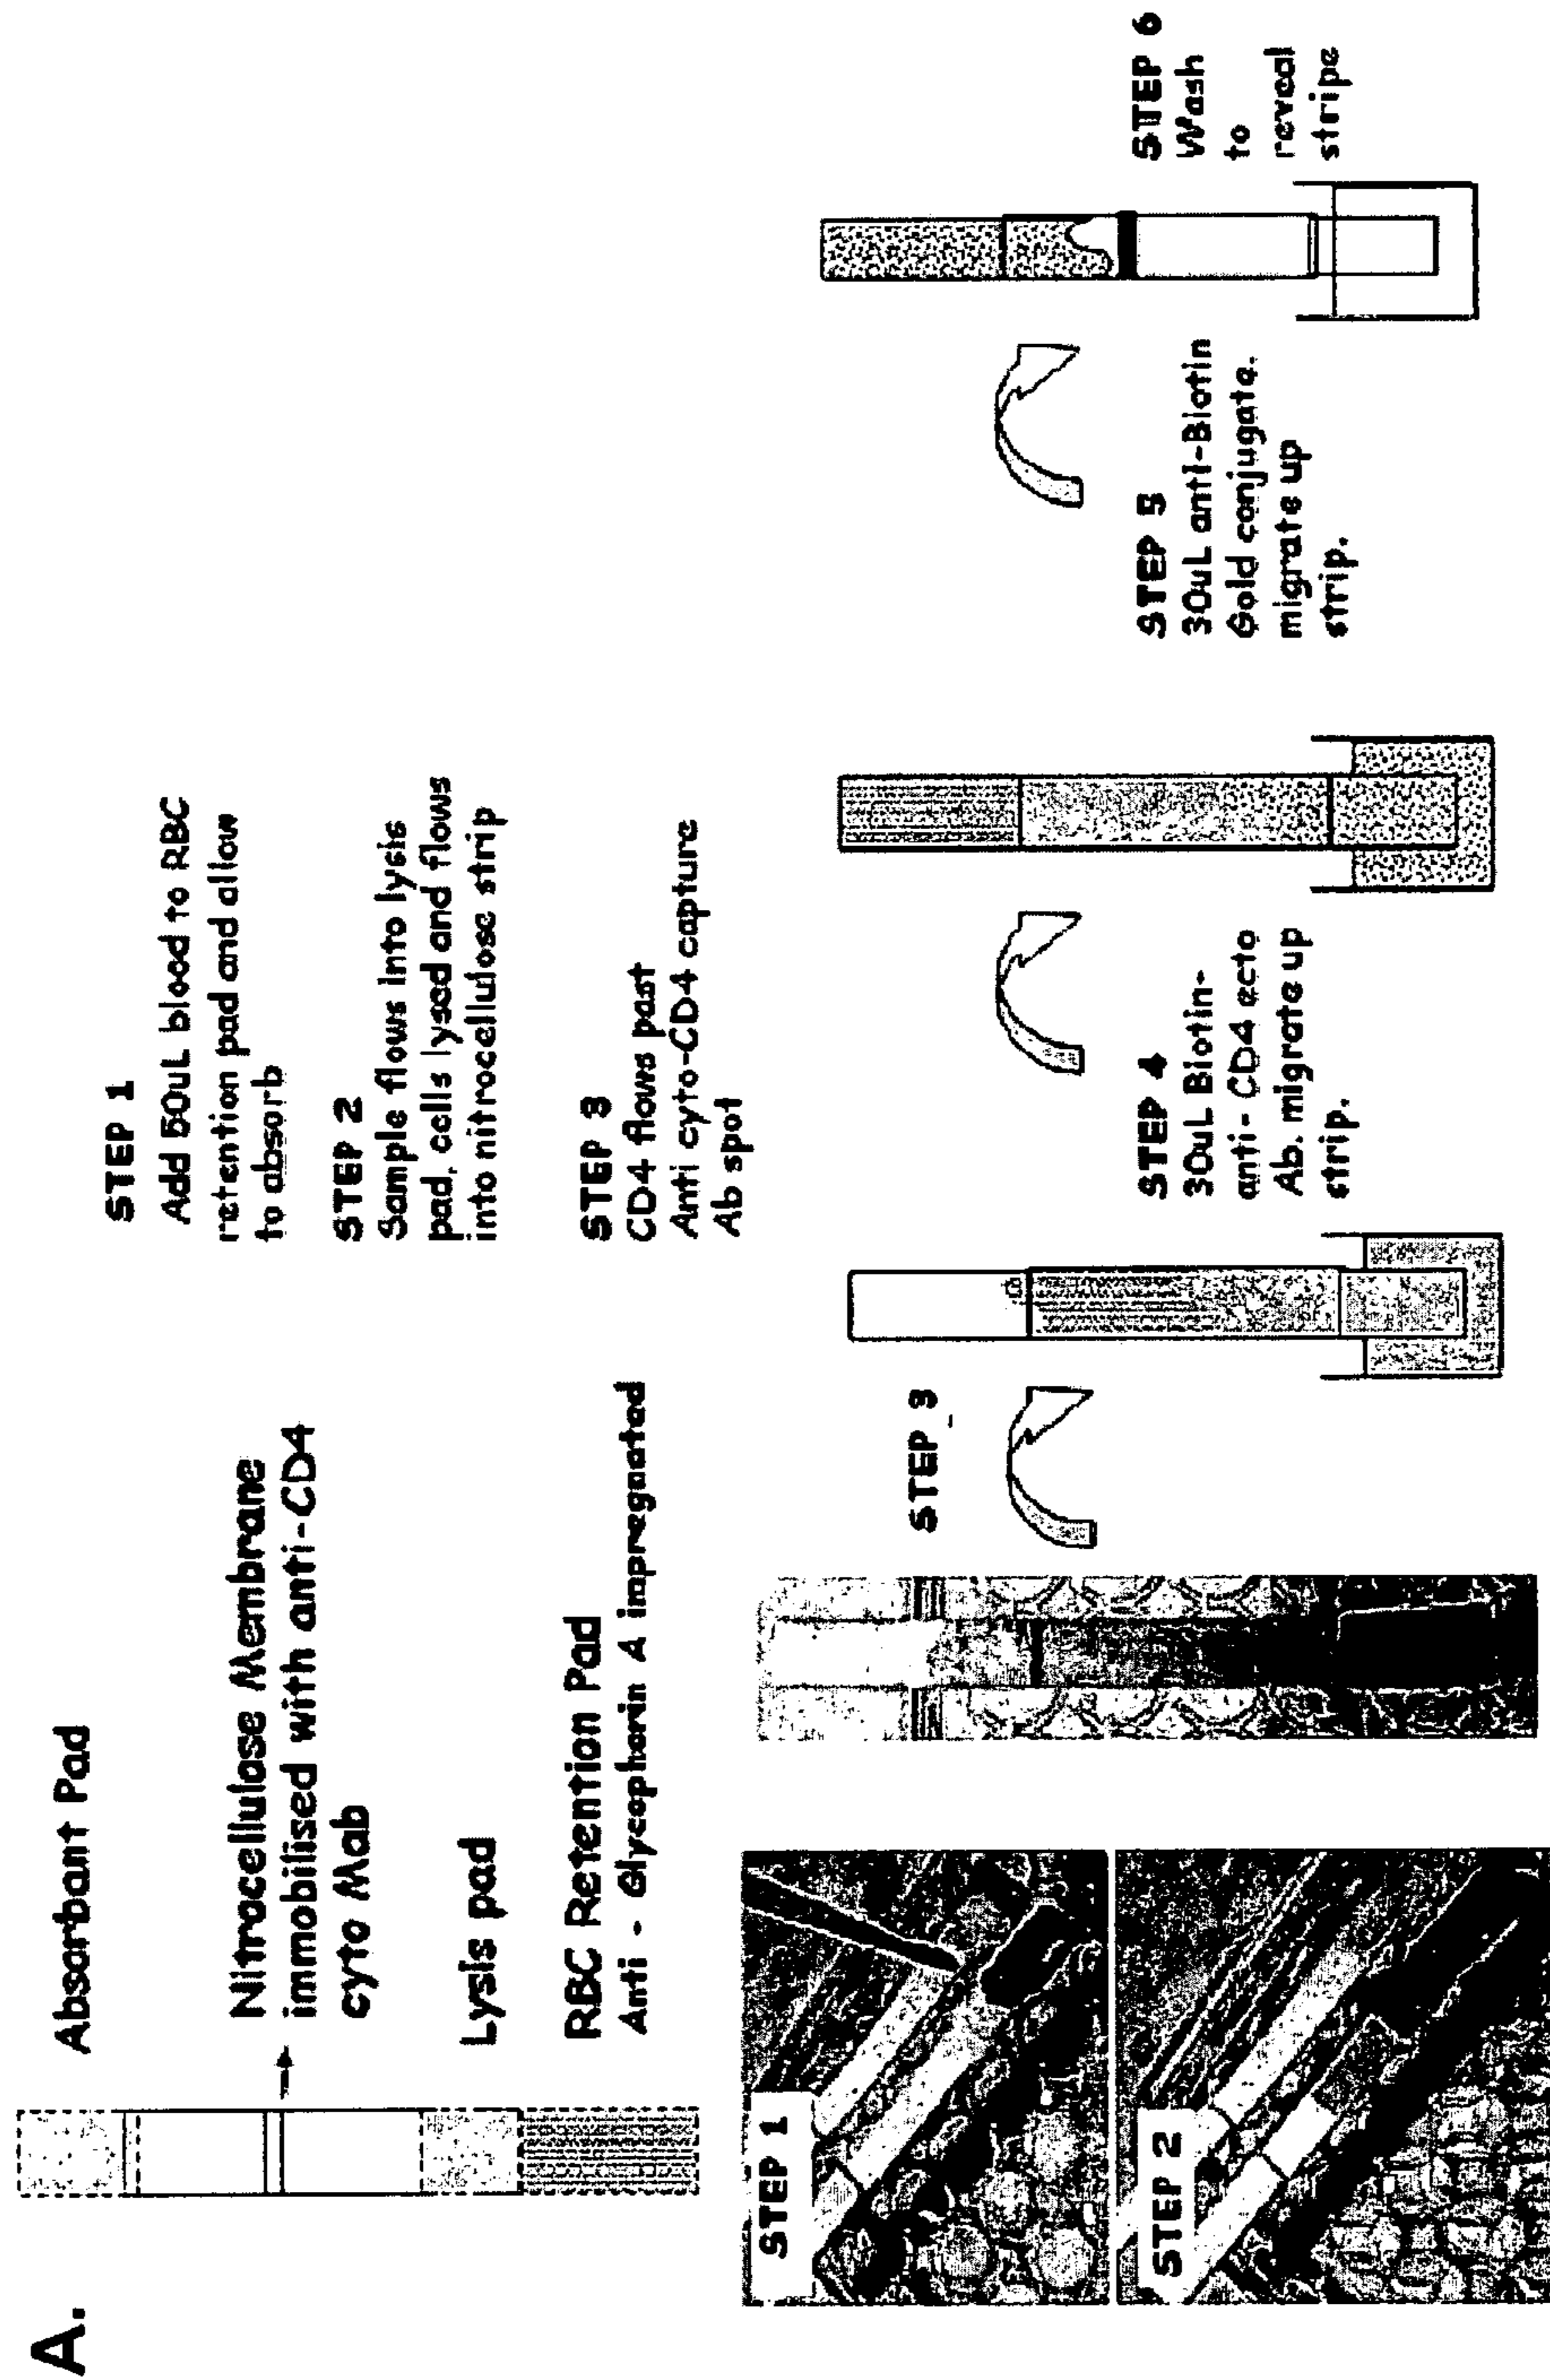 A.
Absorbant Pad
Nitrocellulose Membrane
immobilised with anti-CD4
cyto Mab
Lysis pad
RBC Retention Pad
Anti - Glycophorin A impregnated
STEP 1
Add 50uL blood to RBC
retention pad and allow
to absorb
STEP 2
Sample flows into lysis
pad, cells lysed and flows
into nitrocellulose strip
STEP 3
CD4 flows past
Anti cyto-CD4 capture
Ab spot
STEP 1
STEP 2
STEP 3
STEP 4
30uL Biotin-
anti- CD4 ecto
Ab. migrate up
strip.
STEP 5
30uL anti-Biotin
Gold conjugate.
migrate up
strip.
STEP 6
Wash
to
reveal
stripe